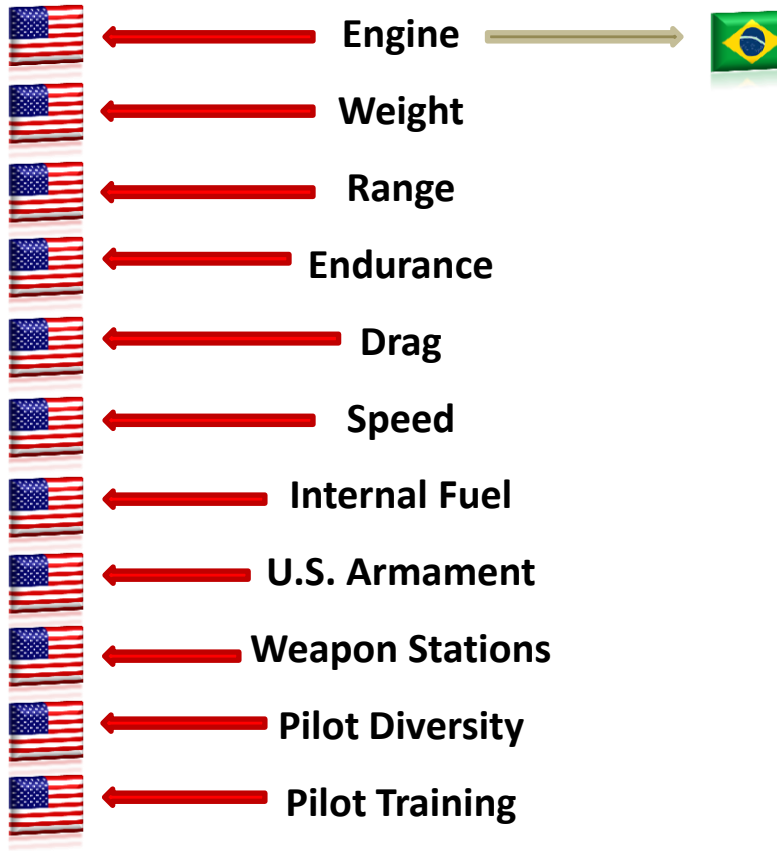 Engine
Weight
Range
Endurance
Drag
Speed
Internal Fuel
U.S. Armament
Weapon Stations
Pilot Diversity
Pilot Training